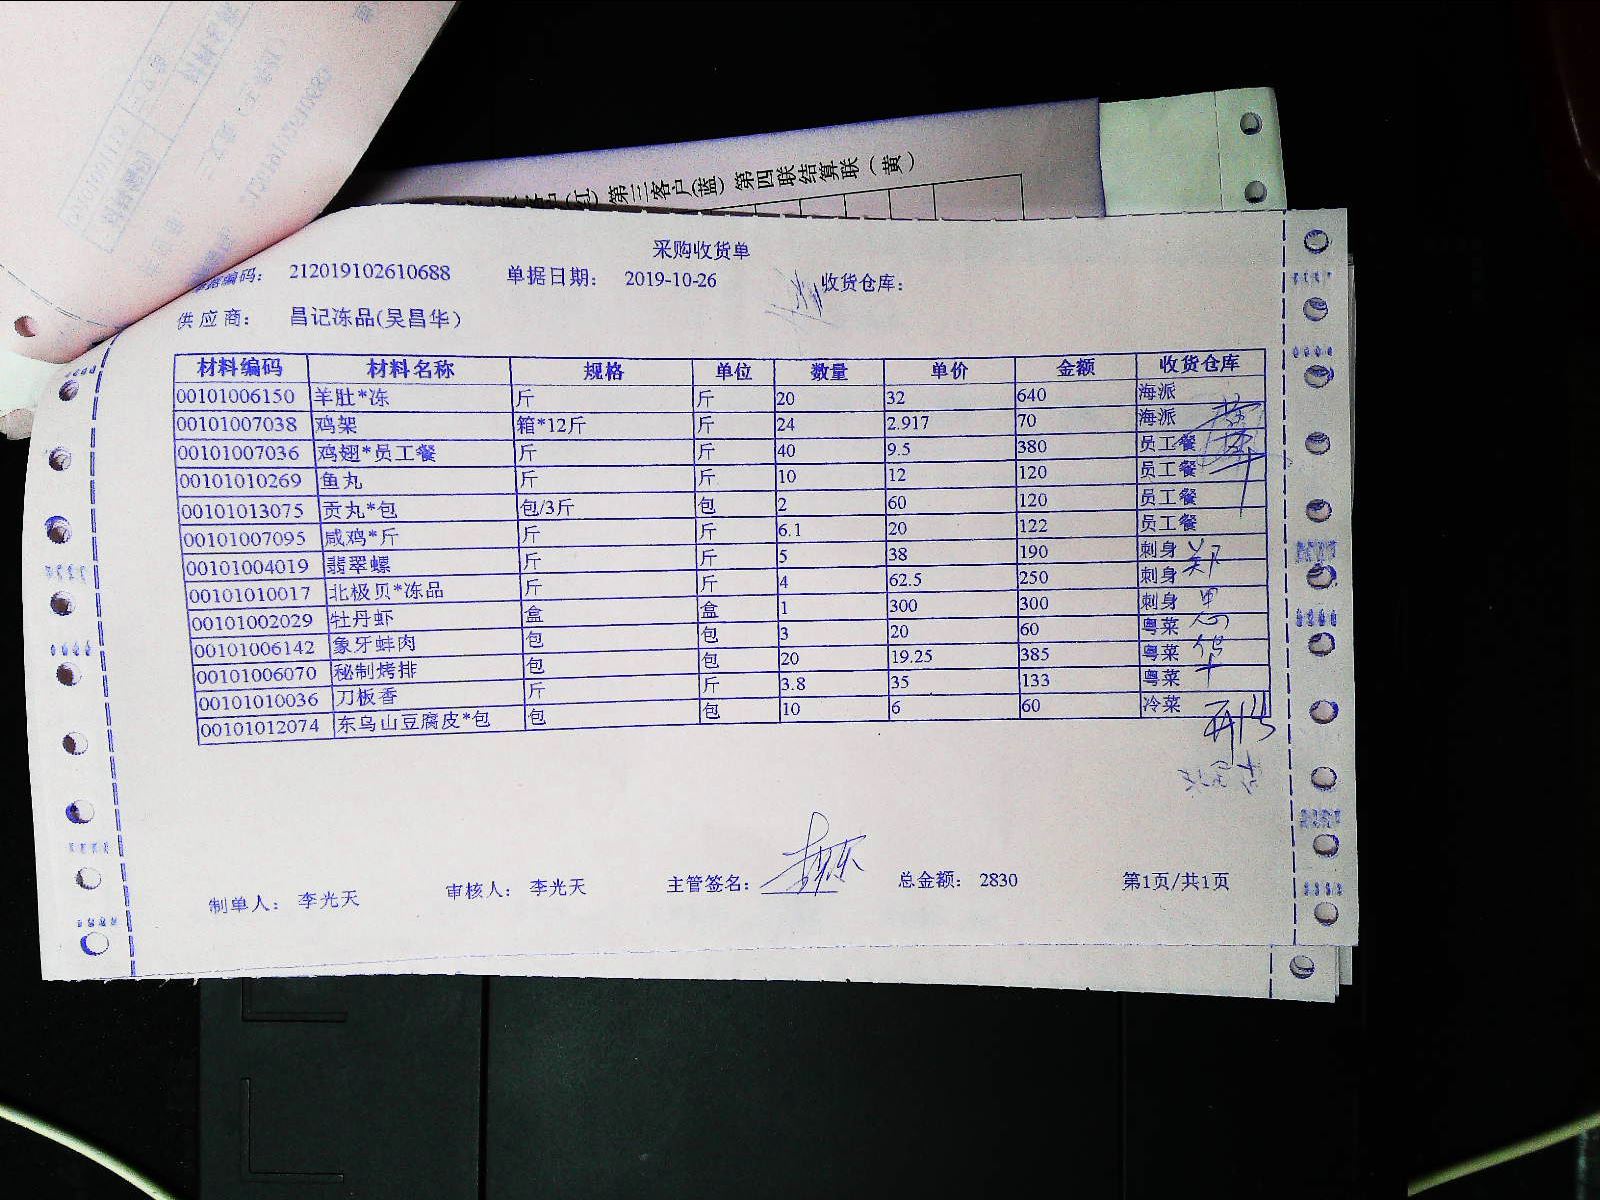 第三客户(蓝) 第四联结算联(黄)
采购收货单
编码: 212019102610688 单据日期: 2019-10-26 收货仓库:
供应商: 昌记冻品(吴昌华)
材料编码 材料名称 规格 单位 数量 单价 金额 收货仓库
00101006150 羊肚*冻 斤 斤 20 32 640 海派
00101007038 鸡架 箱*12斤 斤 24 2.917 70 海派
00101007036 鸡翅*员工餐 斤 斤 40 9.5 380 员工餐
00101010269 鱼丸 斤 斤 10 12 120 员工餐
00101013075 贡丸*包 包/3斤 包 2 60 120 员工餐
00101007095 咸鸡*斤 斤 斤 6.1 20 122 员工餐
00101004019 翡翠螺 斤 斤 5 38 190 刺身
00101010017 北极贝*冻品 斤 斤 4 62.5 250 刺身
00101002029 牡丹虾 盒 盒 1 300 300 刺身
00101006142 象牙蚌肉 包 包 3 20 60 粤菜
00101006070 秘制烤排 包 包 20 19.25 385 粤菜
00101010036 刀板香 斤 斤 3.8 35 133 粤菜
00101012074 东乌山豆腐皮*包 包 包 10 6 60 冷菜
制单人: 李光天 审核人: 李光天 主管签名: 总金额: 2830 第1页/共1页